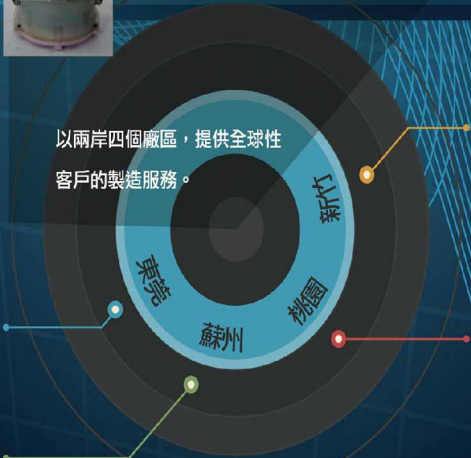 以兩岸四個廠區，提供全球性
客戶的製造服務。
新竹
桃園
蘇州
東莞